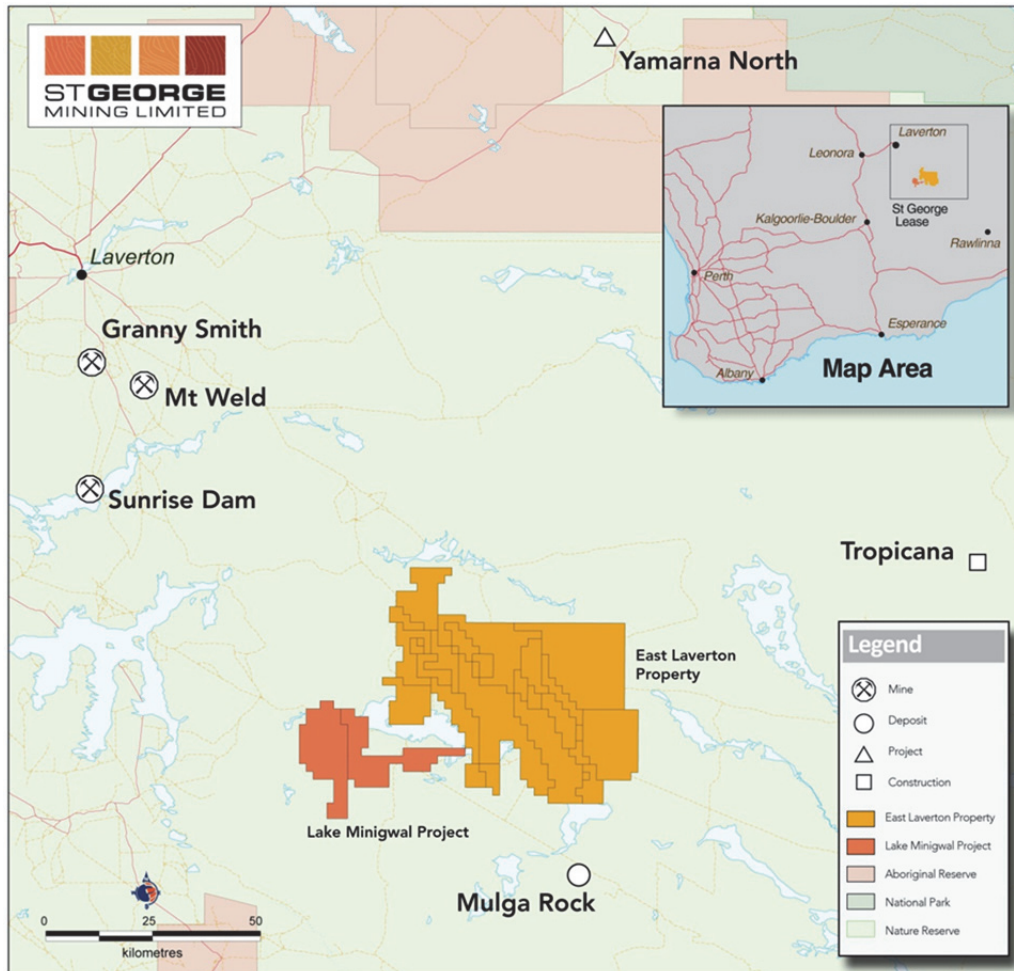 STGEORGE
MINING LIMITED
Yamarna North
Laverton
Leonora
St George
Lease
Kalgoorlie-Boulder
Rawlinna
Perth
Esperance
Albany
Map Area
Laverton
Granny Smith
Mt Weld
Sunrise Dam
Tropicana
East Laverton
Property
Lake Minigwal Project
Mulga Rock
0 25 50
kilometres
Legend
Mine
Deposit
Project
Construction
East Laverton Property
Lake Minigwal Project
Aboriginal Reserve
National Park
Nature Reserve